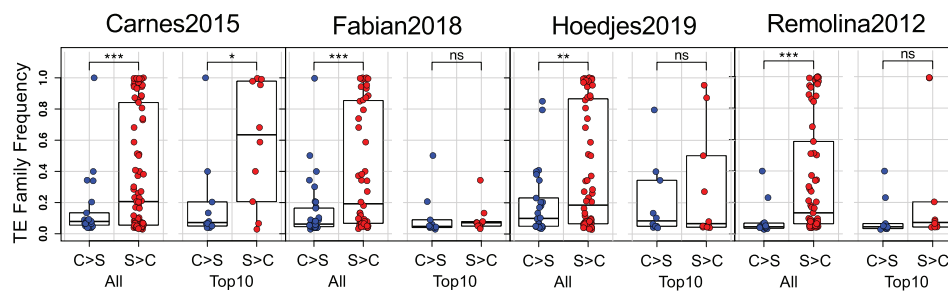 Carnes2015 Fabian2018 Hoedjes2019 Remolina2012
*** * *** ns ** ns *** ns
TE Family Frequency
1.0
0.8
0.6
0.4
0.2
0.0
C>S S>C C>S S>C C>S S>C C>S S>C C>S S>C C>S S>C C>S S>C C>S S>C
All Top10 All Top10 All Top10 All Top10